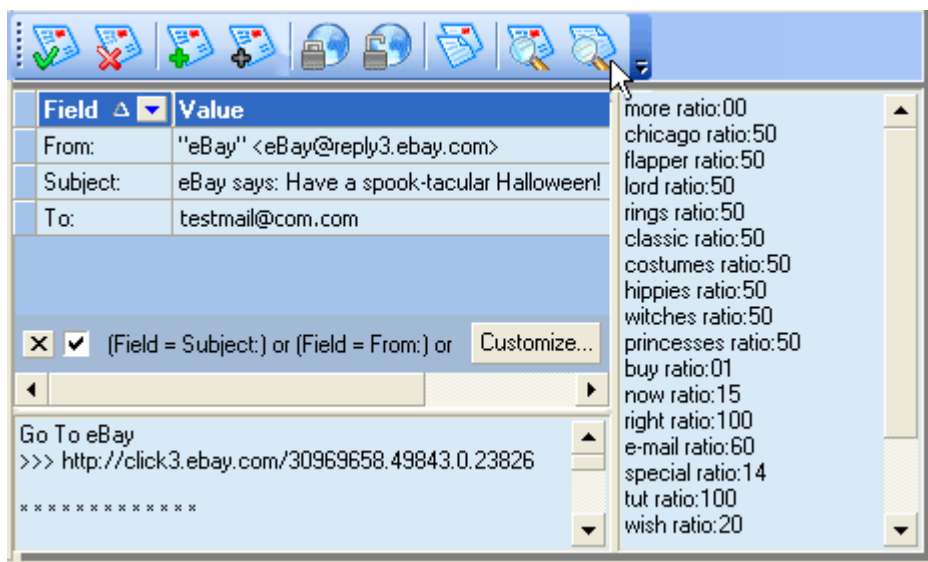 Field Value
From: "eBay" <eBay@reply3.ebay.com>
Subject: eBay says: Have a spook-tacular Halloween!
To: testmail@com.com
(Field = Subject:) or (Field = From:) or Customize...
Go To eBay
>>> http://click3.ebay.com/30969658.49843.0.23826
* * * * * * * * * * * * *
more ratio:00
chicago ratio:50
flapper ratio:50
lord ratio:50
rings ratio:50
classic ratio:50
costumes ratio:50
hippies ratio:50
witches ratio:50
princesses ratio:50
buy ratio:01
now ratio:15
right ratio:100
e-mail ratio:60
special ratio:14
tut ratio:100
wish ratio:20